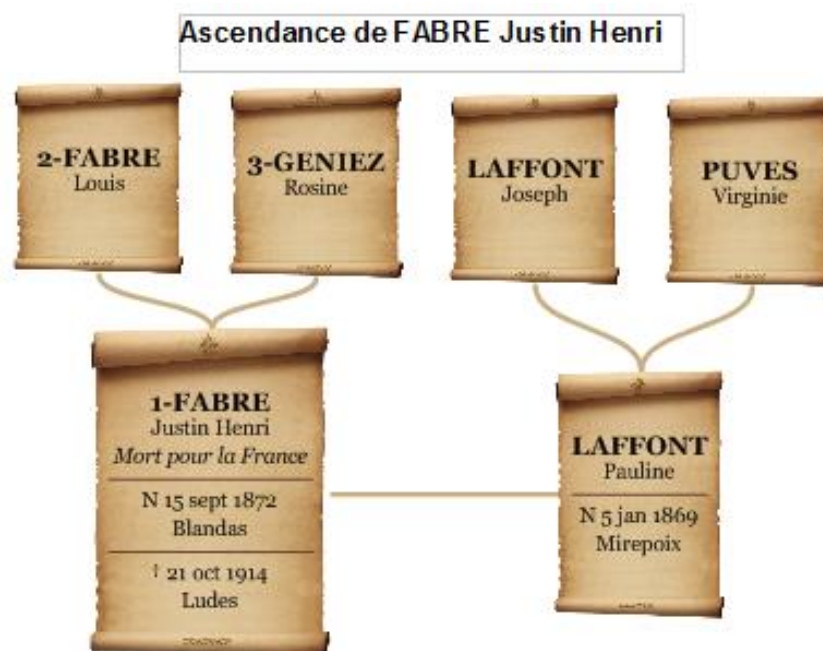 Ascendance de FABRE Justin Henri
2-FABRE
Louis
3-GENIEZ
Rosine
LAFFONT
Joseph
PUVES
Virginie
1-FABRE
Justin Henri
Mort pour la France
N 15 sept 1872
Blandas
† 21 oct 1914
Ludes
LAFFONT
Pauline
N 5 jan 1869
Mirepoix